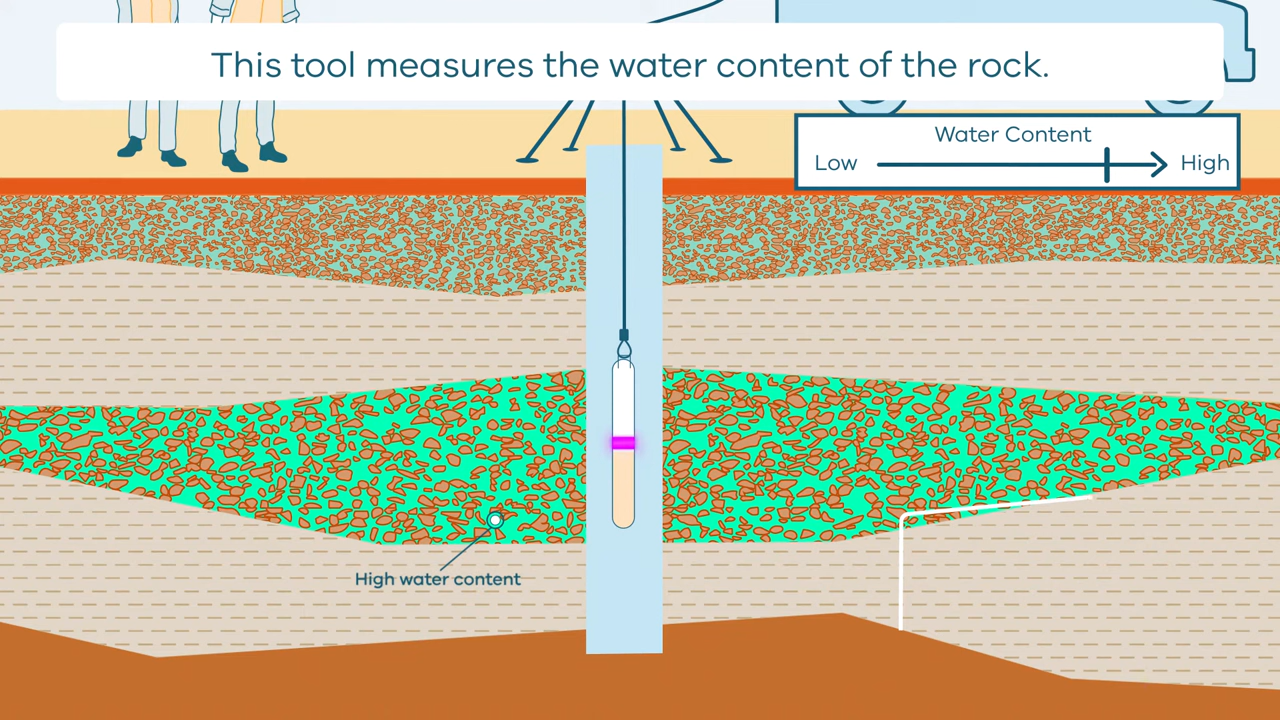 This tool measures the water content of the rock.
Water Content
Low
High
High water content